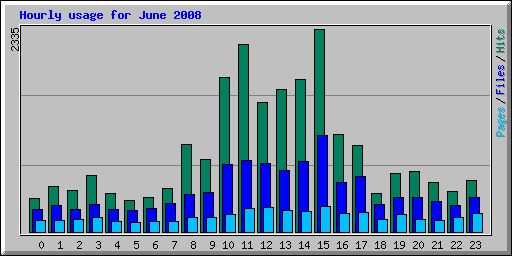 Hourly usage for June 2008
2335
Pages/Files/Hits
0 1 2 3 4 5 6 7 8 9 10 11 12 13 14 15 16 17 18 19 20 21 22 23